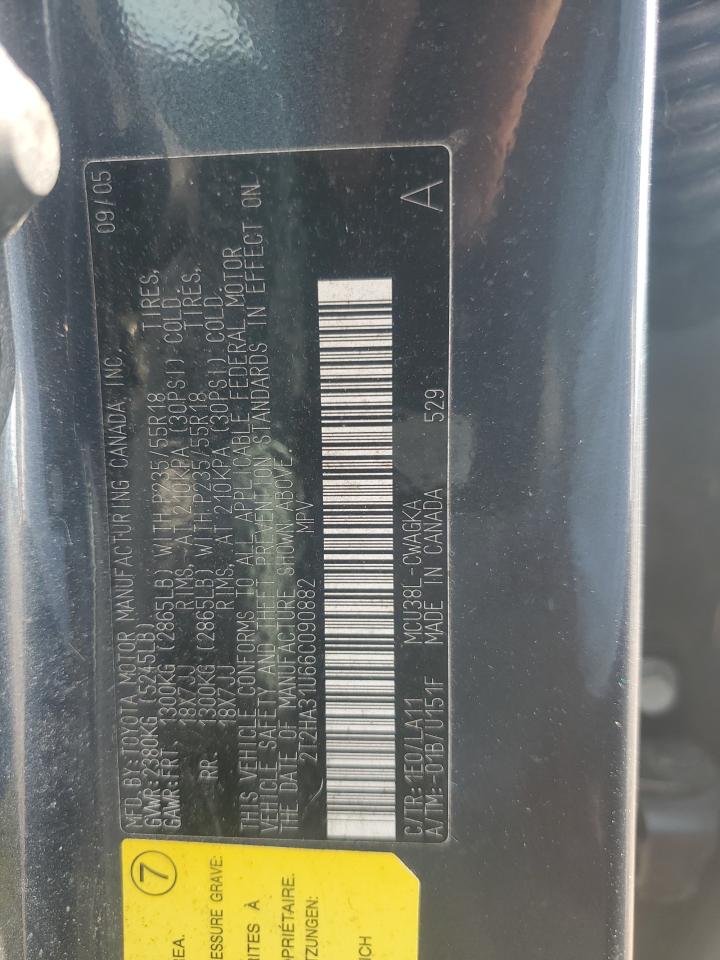 MFD. BY:TOYOTA MOTOR MANUFACTURING CANADA, INC. 09/05
GVWR:2380KG (5245LB)
GAWR:FRT. 1300KG (2865LB) WITH P235/55R18 TIRES,
18X7JJ RIMS, AT 210KPA (30PSI) COLD.
RR. 1300KG (2865LB) WITH P235/55R18 TIRES,
18X7JJ RIMS, AT 210KPA (30PSI) COLD.
THIS VEHICLE CONFORMS TO ALL APPLICABLE FEDERAL MOTOR
VEHICLE SAFETY AND THEFT PREVENTION STANDARDS IN EFFECT ON
THE DATE OF MANUFACTURE SHOWN ABOVE.
2T2HA31U66C090882 MPV
C/TR:1E0/LA11 MCU38L-CWAGKA
A/TM:-01B/U151F MADE IN CANADA 529 A
7
REA.
ESSURE GRAVE:
RITES À
OPRIÉTAIRE.
TZUNGEN:
ICH